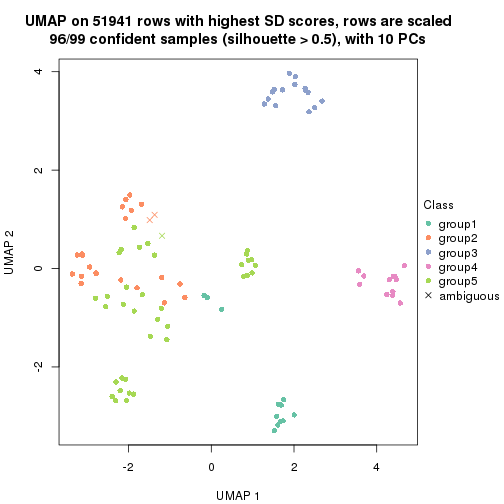 UMAP on 51941 rows with highest SD scores, rows are scaled
96/99 confident samples (silhouette > 0.5), with 10 PCs
4
2
0
-2
UMAP 2
-2
0
2
4
UMAP 1
Class
group1
group2
group3
group4
group5
ambiguous